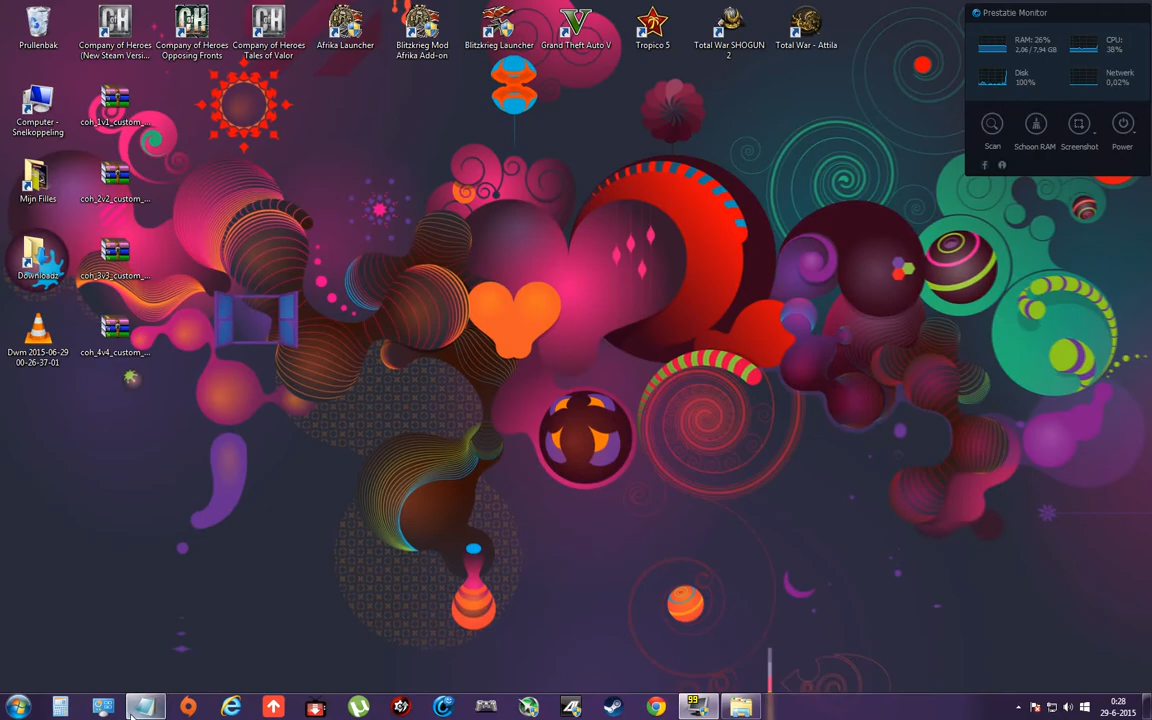 Prullenbak
Company of Heroes
(New Steam Versi...
Company of Heroes
Opposing Fronts
Company of Heroes
Tales of Valor
Afrika Launcher
Blitzkrieg Mod
Afrika Add-on
Blitzkrieg Launcher
Grand Theft Auto V
Tropico 5
Total War SHOGUN
2
Total War - Attila
Prestatie Monitor
RAM: 26%
2,06 / 7,94 GB
CPU:
38%
Disk
100%
Netwerk
0,02%
Scan
Schoon RAM
Screenshot
Power
Computer -
Snelkoppeling
coh_1v1_custom_...
Mijn Filles
coh_2v2_custom_...
Downloadz
coh_3v3_custom_...
Dwm 2015-06-29
00-26-37-01
coh_4v4_custom_...
99
0:28
29-6-2015